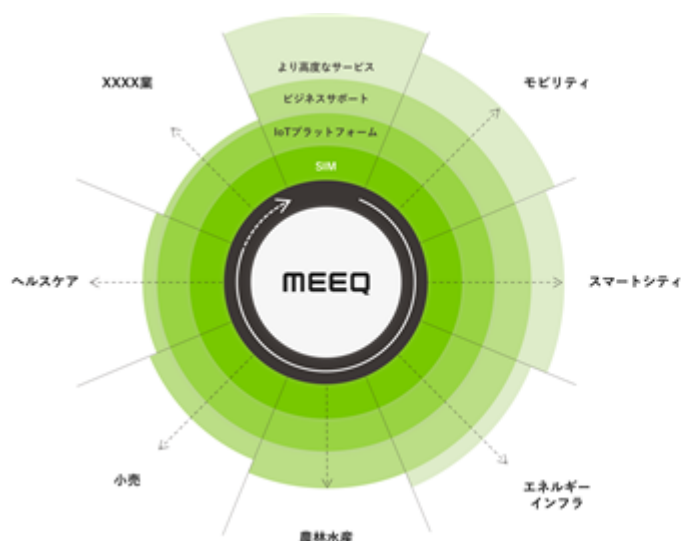 より高度なサービス
XXXX業
モビリティ
ビジネスサポート
IoTプラットフォーム
SIM
MEEQ
ヘルスケア
スマートシティ
小売
エネルギー
インフラ
農林水産